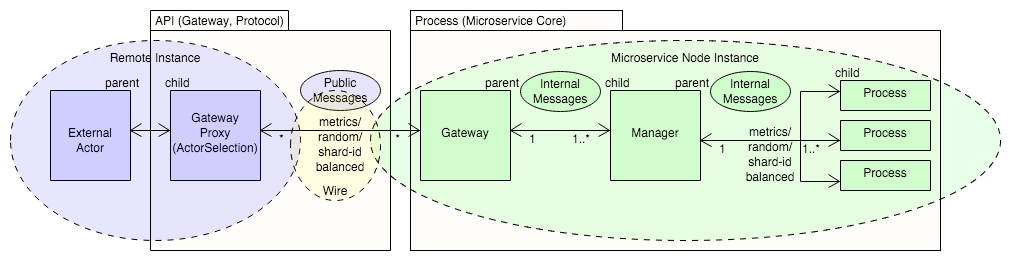 API (Gateway, Protocol)
Process (Microservice Core)
Remote Instance
Microservice Node Instance
parent
child
Public
Messages
parent
Internal
Messages
child
parent
Internal
Messages
child
External
Actor
Gateway
Proxy
(ActorSelection)
*
metrics/
random/
shard-id
balanced
*
Wire
Gateway
1
1..*
Manager
1
metrics/
random/
shard-id
balanced
1..*
Process
Process
Process